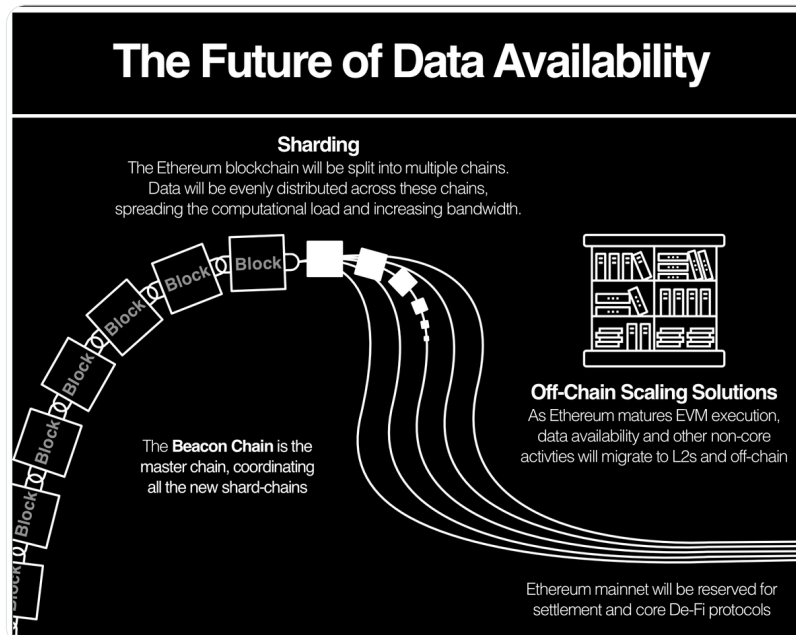 The Future of Data Availability
Sharding
The Ethereum blockchain will be split into multiple chains.
Data will be evenly distributed across these chains,
spreading the computational load and increasing bandwidth.
Block
Block
Block
Block
Block
Block
Block
Off-Chain Scaling Solutions
As Ethereum matures EVM execution,
data availability and other non-core
activties will migrate to L2s and off-chain
The Beacon Chain is the
master chain, coordinating
all the new shard-chains
Ethereum mainnet will be reserved for
settlement and core De-Fi protocols